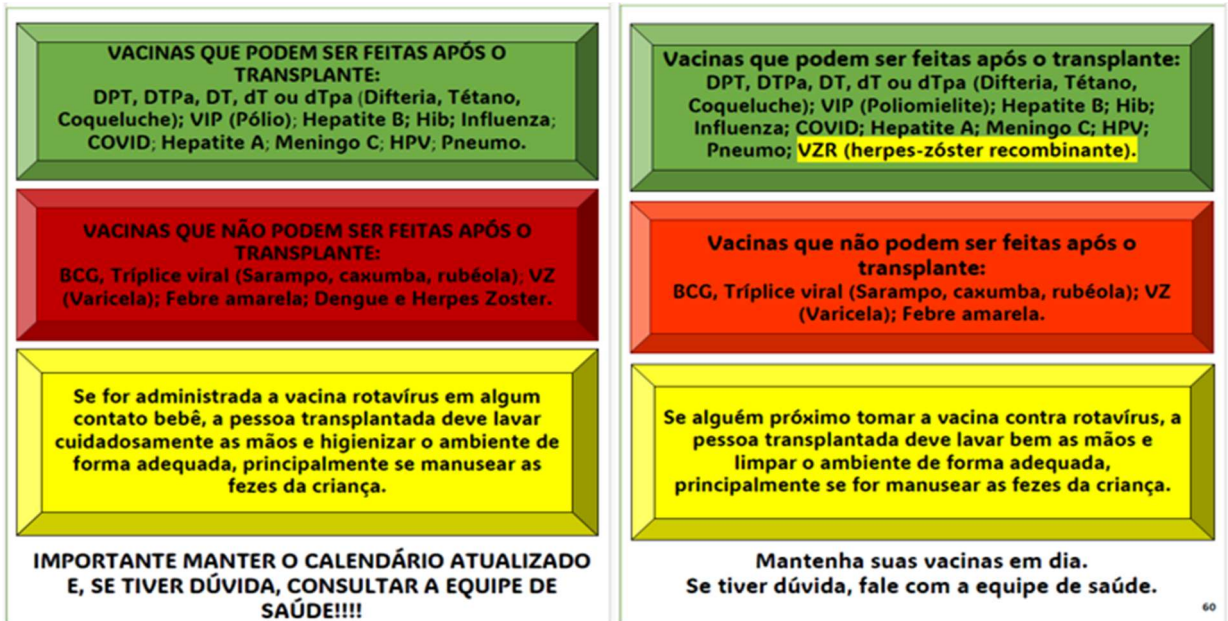 VACINAS QUE PODEM SER FEITAS APÓS O
TRANSPLANTE:
DPT, DTPa, DT, dT ou dTpa (Difteria, Tétano,
Coqueluche); VIP (Pólio); Hepatite B; Hib; Influenza;
COVID; Hepatite A; Meningo C; HPV; Pneumo.
VACINAS QUE NÃO PODEM SER FEITAS APÓS O
TRANSPLANTE:
BCG, Tríplice viral (Sarampo, caxumba, rubéola); VZ
(Varicela); Febre amarela; Dengue e Herpes Zoster.
Se for administrada a vacina rotavírus em algum
contato bebê, a pessoa transplantada deve lavar
cuidadosamente as mãos e higienizar o ambiente de
forma adequada, principalmente se manusear as
fezes da criança.
IMPORTANTE MANTER O CALENDÁRIO ATUALIZADO
E, SE TIVER DÚVIDA, CONSULTAR A EQUIPE DE
SAÚDE!!!!
Vacinas que podem ser feitas após o transplante:
DPT, DTPa, DT, dT ou dTpa (Difteria, Tétano,
Coqueluche); VIP (Poliomielite); Hepatite B; Hib;
Influenza; COVID; Hepatite A; Meningo C; HPV;
Pneumo; VZR (herpes-zóster recombinante).
Vacinas que não podem ser feitas após o
transplante:
BCG, Tríplice viral (Sarampo, caxumba, rubéola); VZ
(Varicela); Febre amarela.
Se alguém próximo tomar a vacina contra rotavírus, a
pessoa transplantada deve lavar bem as mãos e
limpar o ambiente de forma adequada,
principalmente se for manusear as fezes da criança.
Mantenha suas vacinas em dia.
Se tiver dúvida, fale com a equipe de saúde.
60